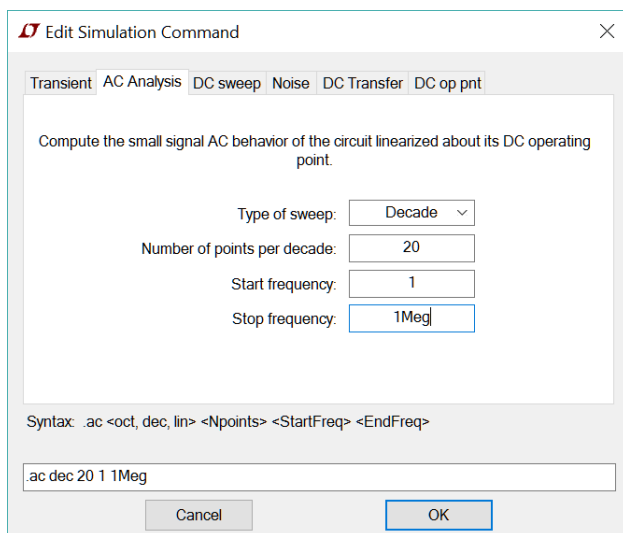 Edit Simulation Command
Transient AC Analysis DC sweep Noise DC Transfer DC op pnt
Compute the small signal AC behavior of the circuit linearized about its DC operating
point.
Type of sweep: Decade
Number of points per decade: 20
Start frequency: 1
Stop frequency: 1Meg
Syntax: .ac <oct, dec, lin> <Npoints> <StartFreq> <EndFreq>
.ac dec 20 1 1Meg
Cancel OK